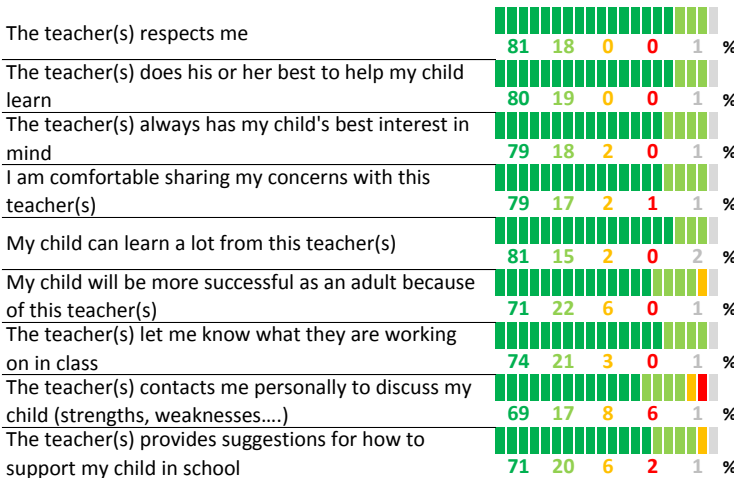 The teacher(s) respects me
81 18 0 0 1 %
The teacher(s) does his or her best to help my child
learn
80 19 0 0 1 %
The teacher(s) always has my child's best interest in
mind
79 18 2 0 1 %
I am comfortable sharing my concerns with this
teacher(s)
79 17 2 1 1 %
My child can learn a lot from this teacher(s)
81 15 2 0 2 %
My child will be more successful as an adult because
of this teacher(s)
71 22 6 0 1 %
The teacher(s) let me know what they are working
on in class
74 21 3 0 1 %
The teacher(s) contacts me personally to discuss my
child (strengths, weaknesses....)
69 17 8 6 1 %
The teacher(s) provides suggestions for how to
support my child in school
71 20 6 2 1 %